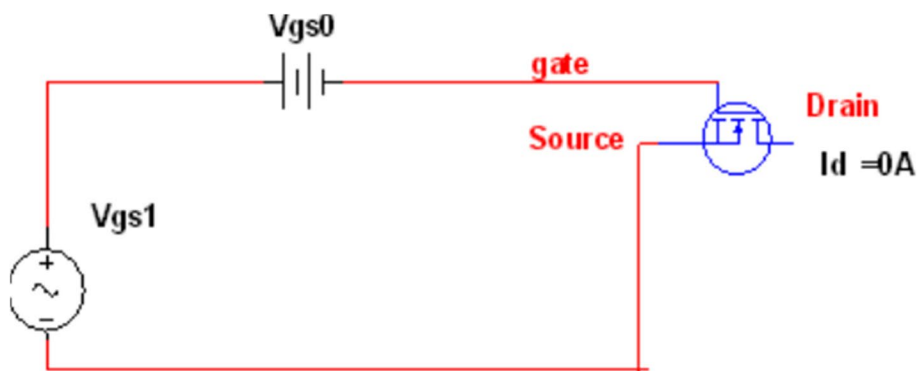 Vgs0
gate
Drain
Source
Id =0A
Vgs1